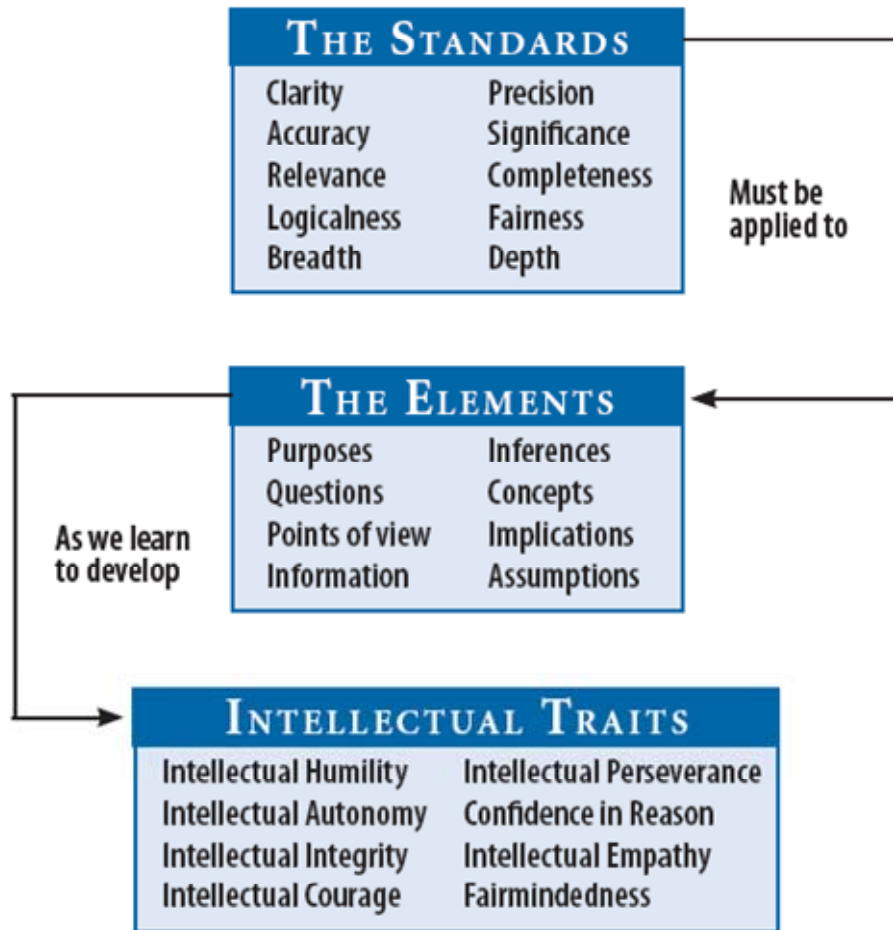 THE STANDARDS
Clarity Precision
Accuracy Significance
Relevance Completeness
Logicalness Fairness
Breadth Depth
Must be
applied to
THE ELEMENTS
Purposes Inferences
Questions Concepts
Points of view Implications
Information Assumptions
As we learn
to develop
INTELLECTUAL TRAITS
Intellectual Humility Intellectual Perseverance
Intellectual Autonomy Confidence in Reason
Intellectual Integrity Intellectual Empathy
Intellectual Courage Fairmindedness